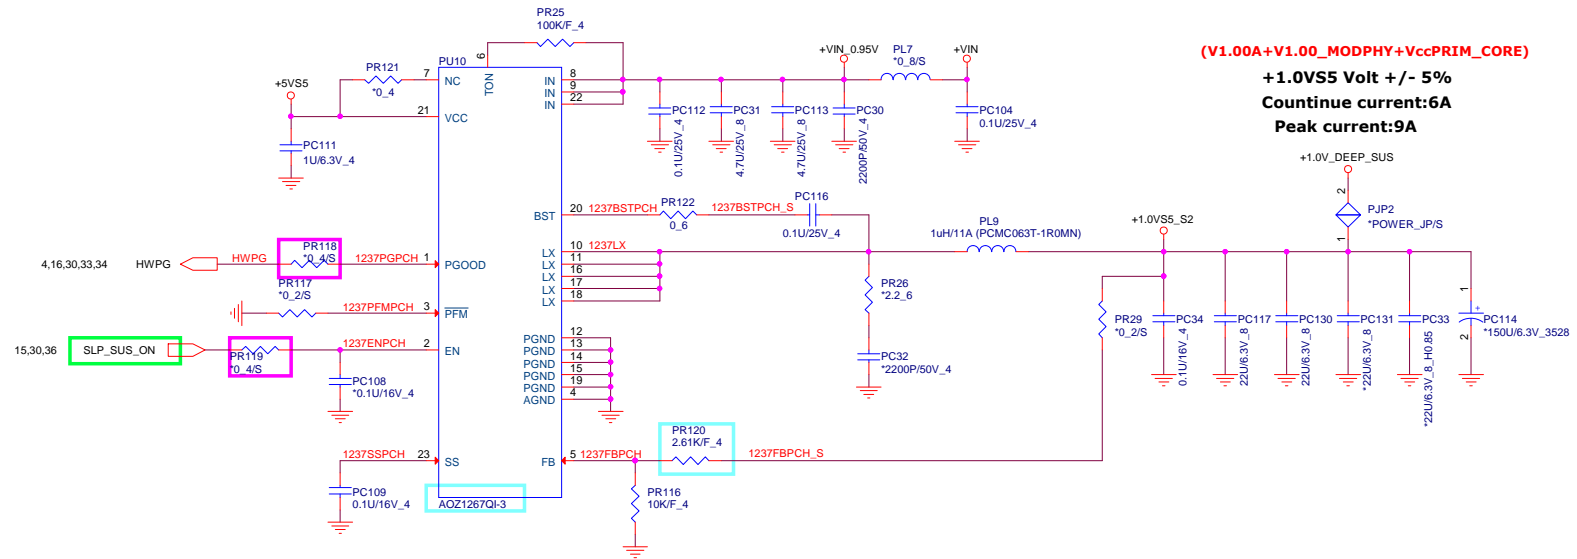 PR25
100K/F_4
6
PU10
TON
+5VS5
PR121
*0_4
7
NC
21
VCC
PC111
1U/6.3V_4
8
IN
9
IN
22
IN
+VIN_0.95V
PL7
*0_8/S
+VIN
PC112
0.1U/25V_4
PC31
4.7U/25V_8
PC113
4.7U/25V_8
PC30
2200P/50V_4
PC104
0.1U/25V_4
(V1.00A+V1.00_MODPHY+VccPRIM_CORE)
+1.0VS5 Volt +/- 5%
Countinue current:6A
Peak current:9A
+1.0V_DEEP_SUS
2
PJP2
*POWER_JP/S
1
BST
20
1237BSTPCH
PR122
0_6
1237BSTPCH_S
PC116
0.1U/25V_4
LX
10
1237LX
LX
11
LX
16
LX
17
LX
18
PL9
1uH/11A (PCMC063T-1R0MN)
+1.0VS5_S2
4,16,30,33,34
HWPG
HWPG
PR118
*0_4/S
1237PGPCH
1
PGOOD
PR117
*0_2/S
1237PFMPCH
3
PFM
15,30,36
SLP_SUS_ON
PR119
*0_4/S
1237ENPCH
2
EN
PC108
*0.1U/16V_4
PR26
*2.2_6
PC32
*2200P/50V_4
PGND
12
PGND
13
PGND
14
PGND
15
PGND
19
AGND
4
PR29
*0_2/S
PC34
0.1U/16V_4
PC117
22U/6.3V_8
PC130
22U/6.3V_8
PC131
*22U/6.3V_8
PC33
*22U/6.3V_8_H0.85
1
+
PC114
*150U/6.3V_3528
2
1237SSPCH
23
SS
PC109
0.1U/16V_4
FB
5
1237FBPCH
PR120
2.61K/F_4
1237FBPCH_S
PR116
10K/F_4
AOZ1267QI-3